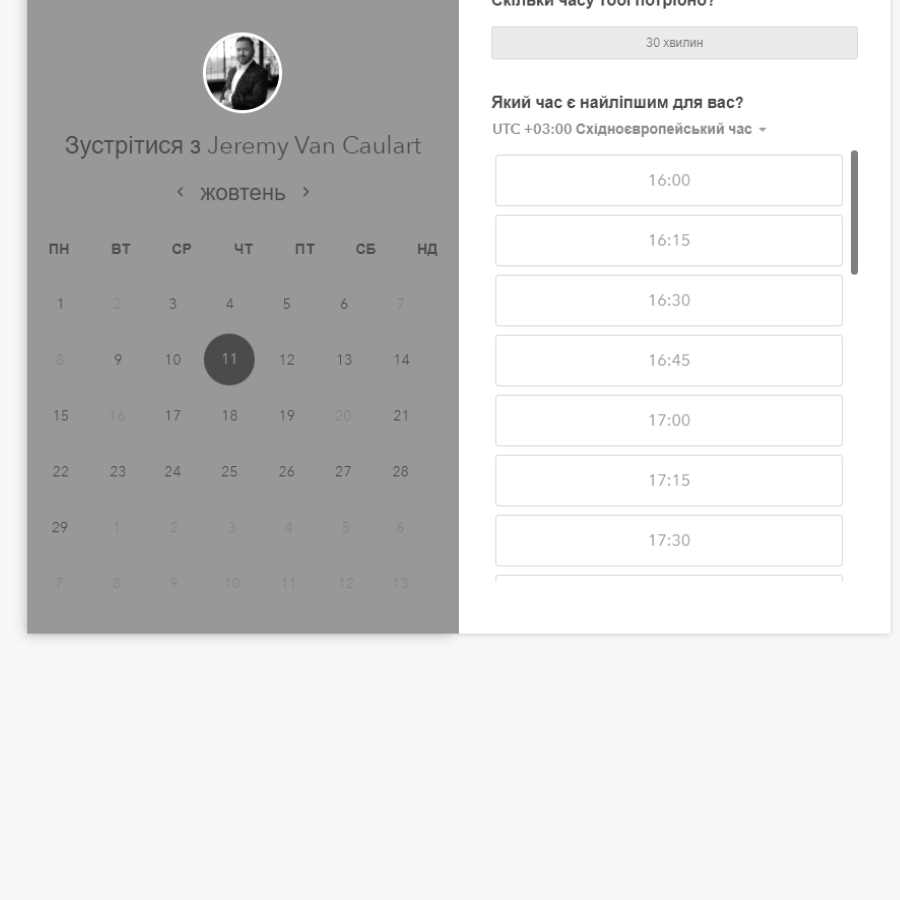 Зустрітися з Jeremy Van Caulart
жовтень
ПН ВТ СР ЧТ ПТ СБ НД
1 2 3 4 5 6 7
8 9 10 11 12 13 14
15 16 17 18 19 20 21
22 23 24 25 26 27 28
29 1 2 3 4 5 6
7 8 9 10 11 12 13
Скільки часу тобі потрібно?
30 хвилин
Який час є найліпшим для вас?
UTC +03:00 Східноєвропейський час
16:00
16:15
16:30
16:45
17:00
17:15
17:30